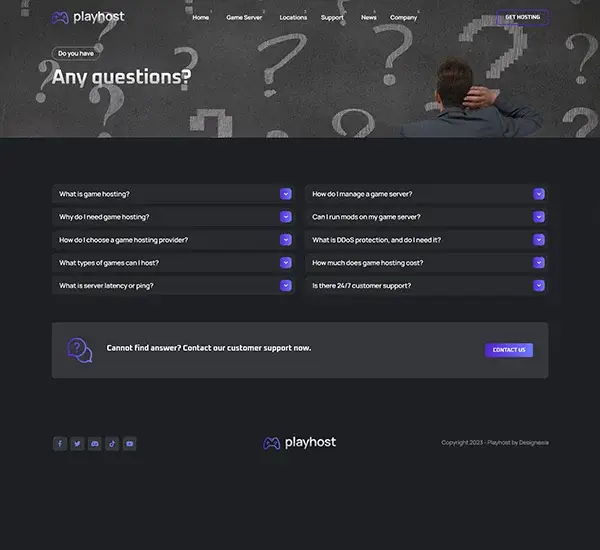 playhost
Home
Game Server
Locations
Support
News
Company
GET HOSTING
Do you have
Any questions?
What is game hosting?
How do I manage a game server?
Why do I need game hosting?
Can I run mods on my game server?
How do I choose a game hosting provider?
What is DDoS protection, and do I need it?
What types of games can I host?
How much does game hosting cost?
What is server latency or ping?
Is there 24/7 customer support?
Cannot find answer? Contact our customer support now.
CONTACT US
playhost
Copyright 2023 - Playhost by Designesia